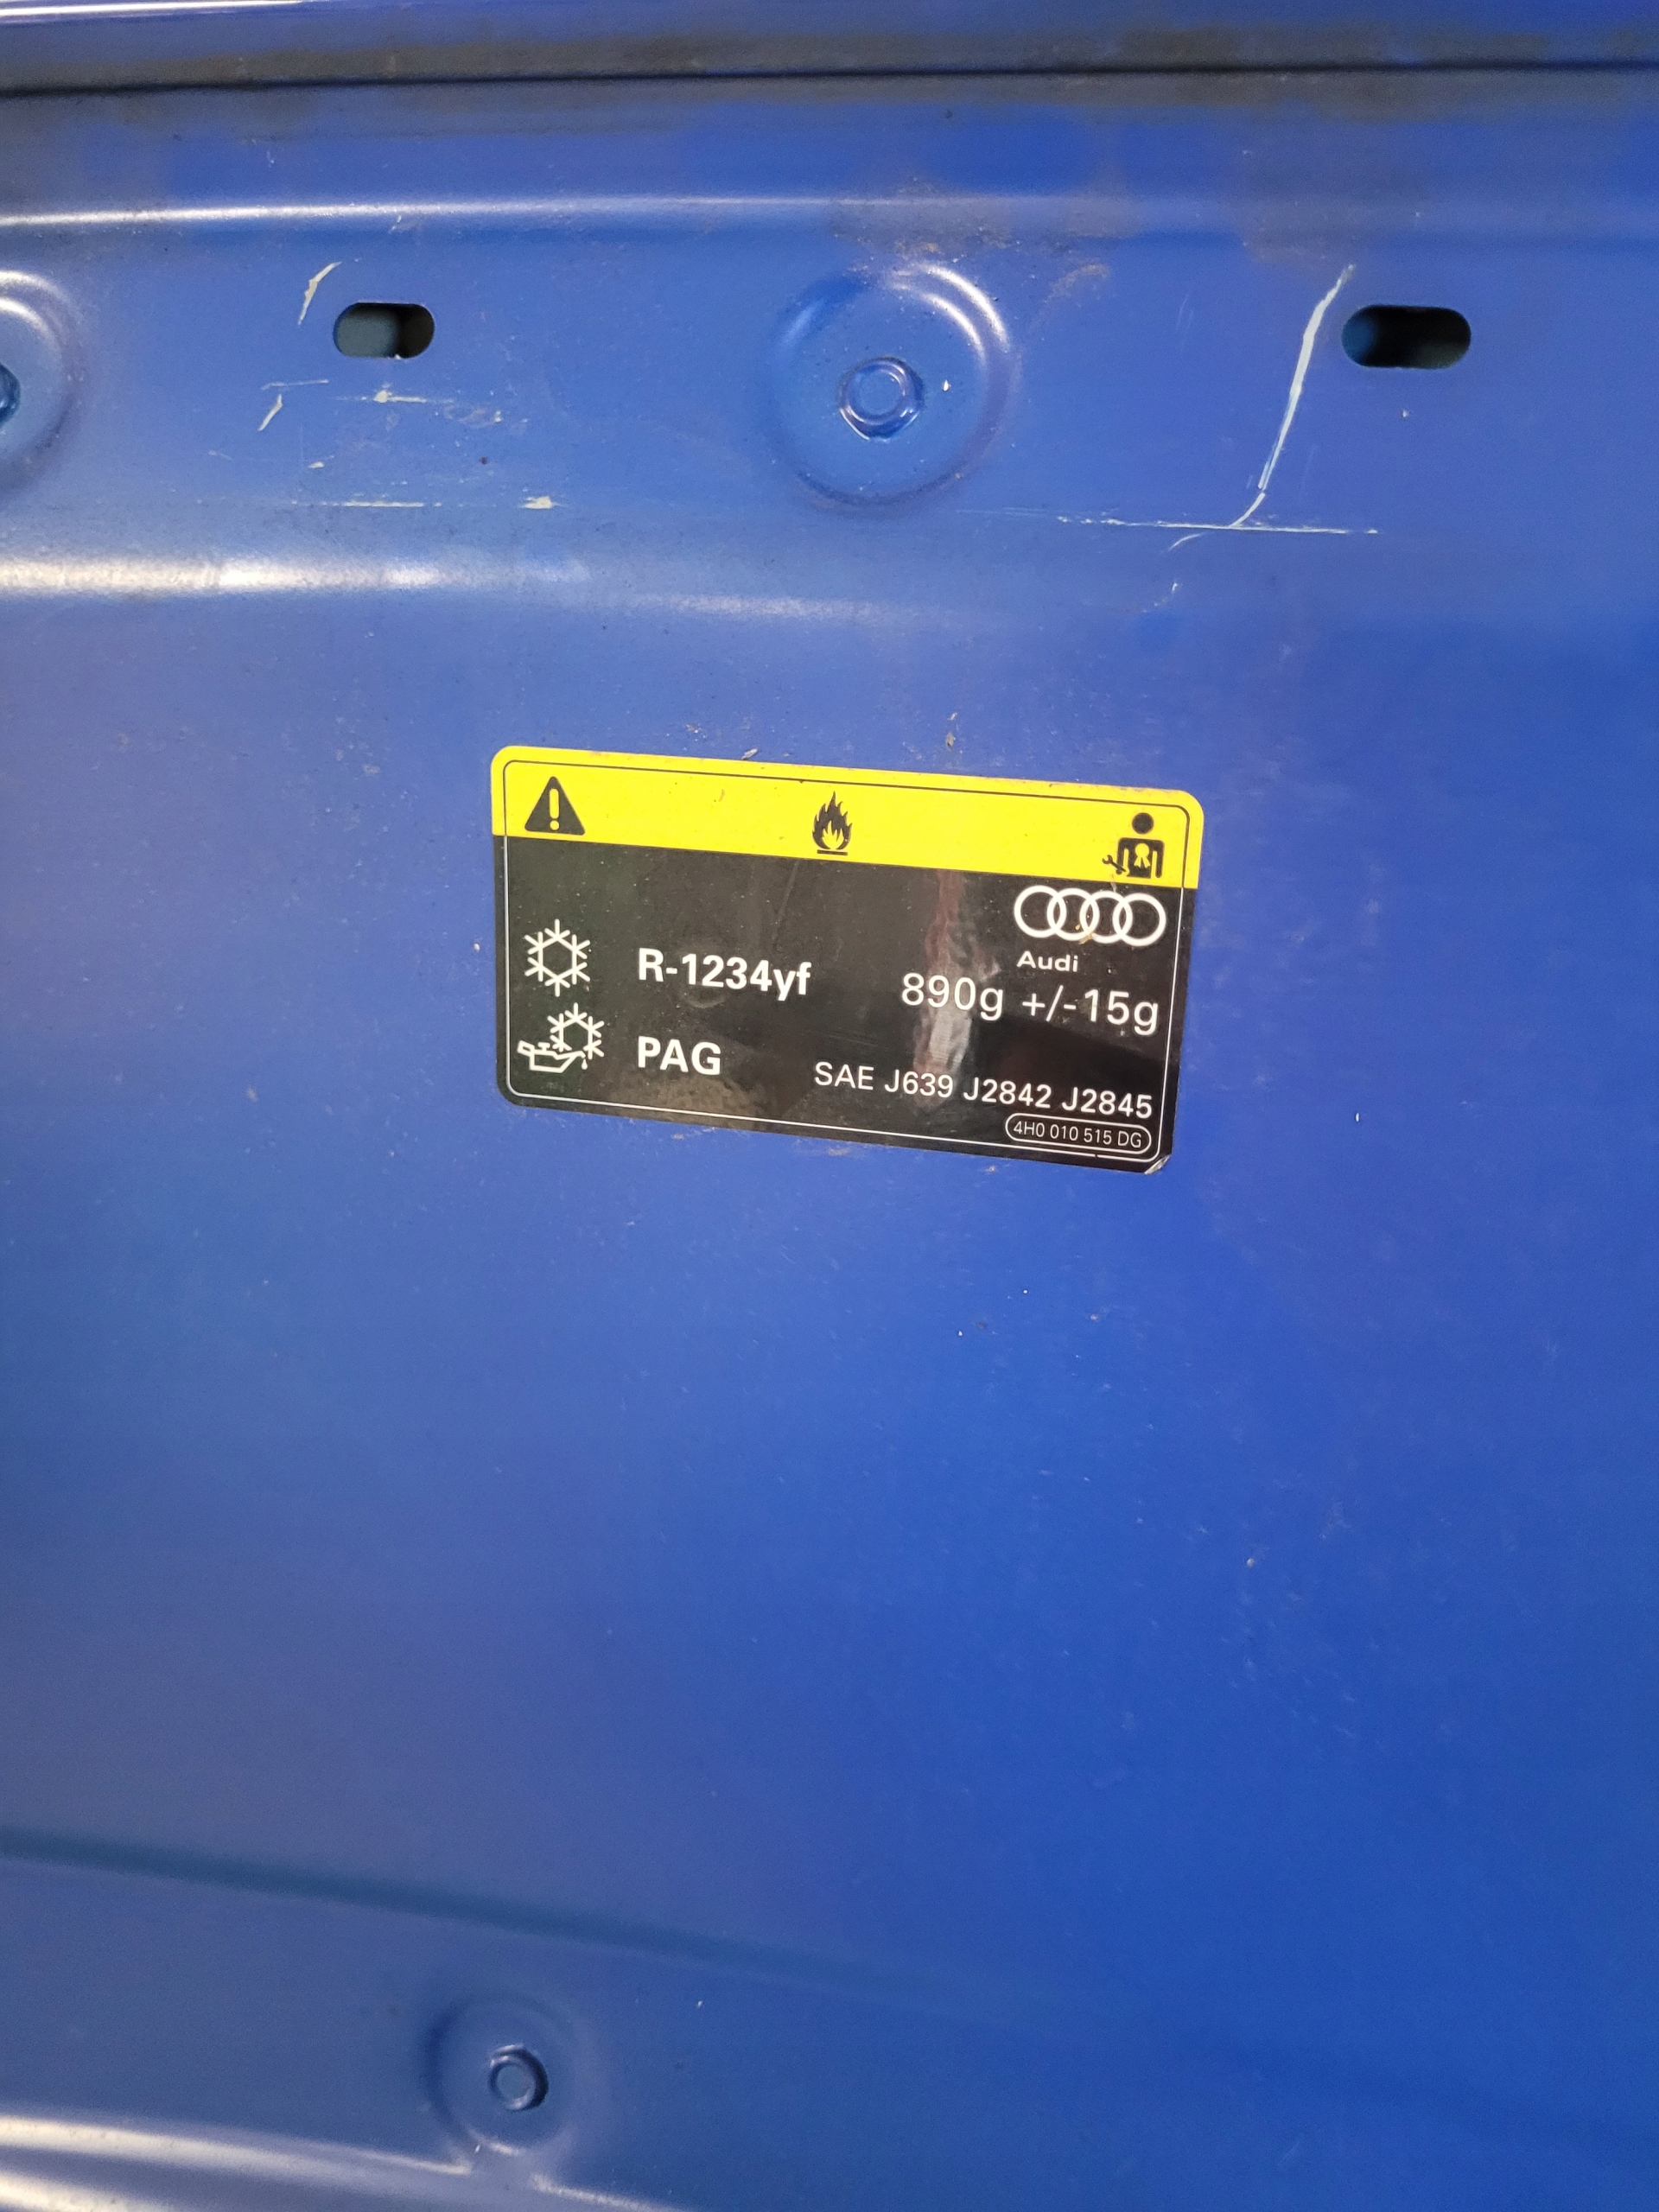 Audi
R-1234yf 890g +/-15g
PAG SAE J639 J2842 J2845
4H0 010 515 DG